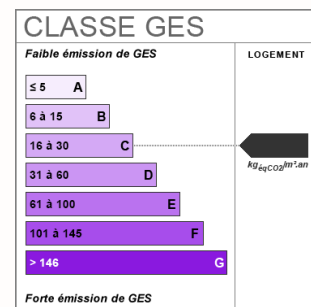 CLASSE GES
Faible émission de GES
LOGEMENT
≤ 5 A
6 à 15 B
16 à 30 C
31 à 60 D
61 à 100 E
101 à 145 F
> 146 G
kgéqCO2/m².an
Forte émission de GES